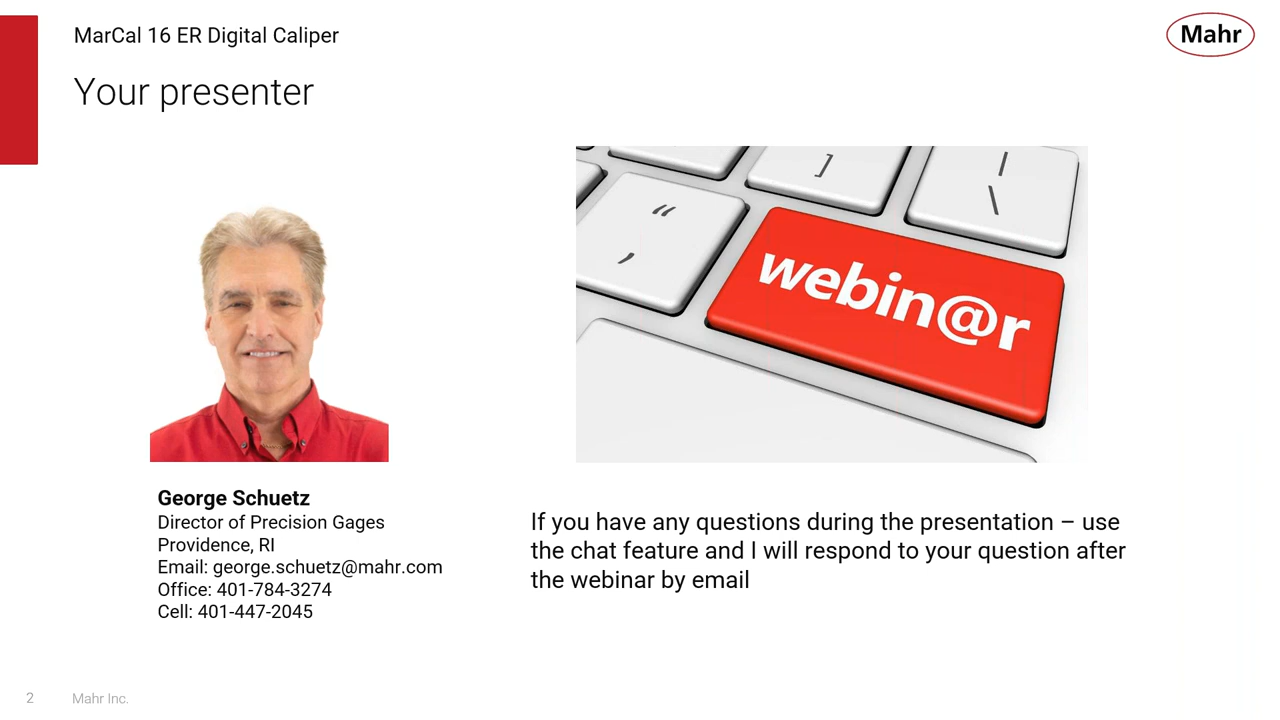 MarCal 16 ER Digital Caliper
Mahr
Your presenter
]
|
\
“
,
webin@r
George Schuetz
Director of Precision Gages
Providence, RI
Email: george.schuetz@mahr.com
Office: 401-784-3274
Cell: 401-447-2045
If you have any questions during the presentation – use
the chat feature and I will respond to your question after
the webinar by email
2
Mahr Inc.